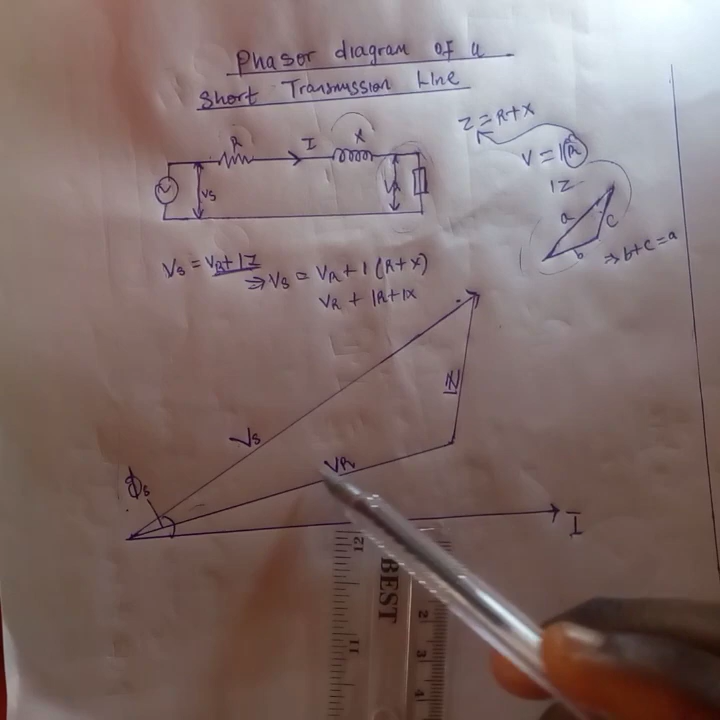 Phasor diagram of a
Short Transmission Line
Z = R+X
V = IR
IZ
R
I
X
V
Vs
VR
a
c
b
⇒ b+c = a
Vs = VR + IZ
⇒ Vs = VR + I (R+X)
VR + IR + IX
Vs
IZ
VR
ϕs
I
12
BEST
11
2
3
4